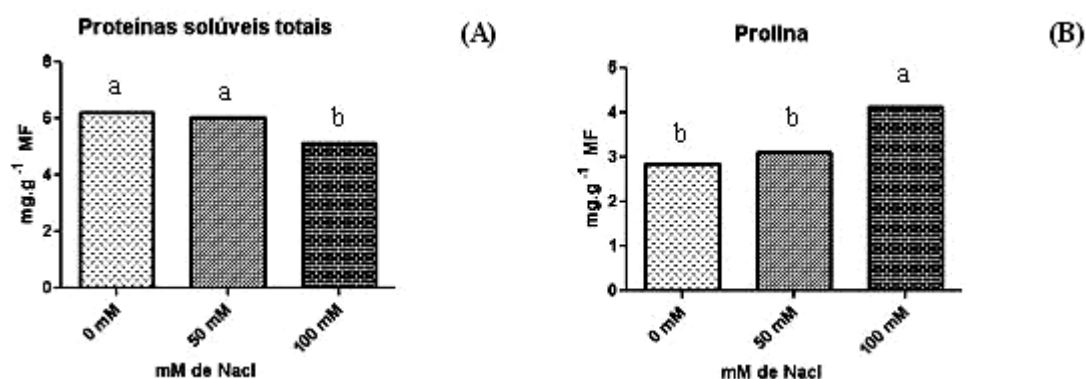 Proteínas solúveis totais
(A)
8
6
4
2
0
mg.g⁻¹ MF
a
a
b
0 mM
50 mM
100 mM
mM de Nacl
Prolina
(B)
5
4
3
2
1
0
mg.g⁻¹ MF
b
b
a
0 mM
50 mM
100 mM
mM de Nacl